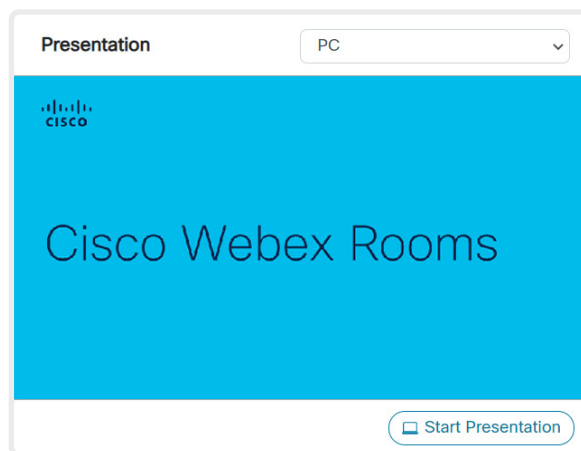 Presentation
PC
CISCO
Cisco Webex Rooms
Start Presentation